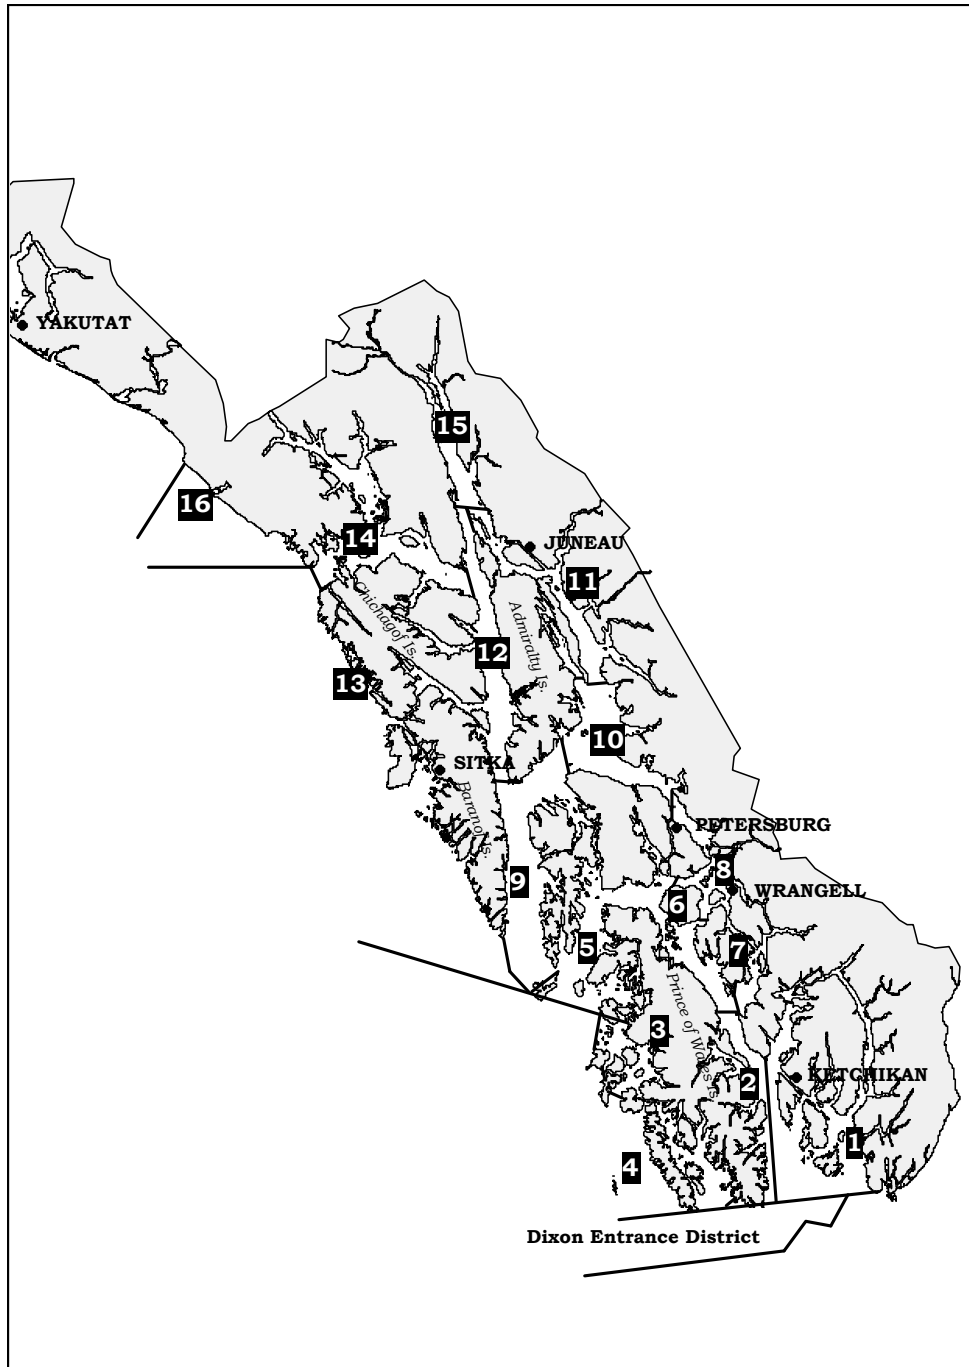 YAKUTAT
15
16
14
JUNEAU
11
Chichagof Is.
Admiralty Is.
12
13
10
SITKA
Baranof Is.
PETERSBURG
8
9
WRANGELL
6
5
7
Prince of Wales Is.
3
2
KETCHIKAN
1
4
Dixon Entrance District